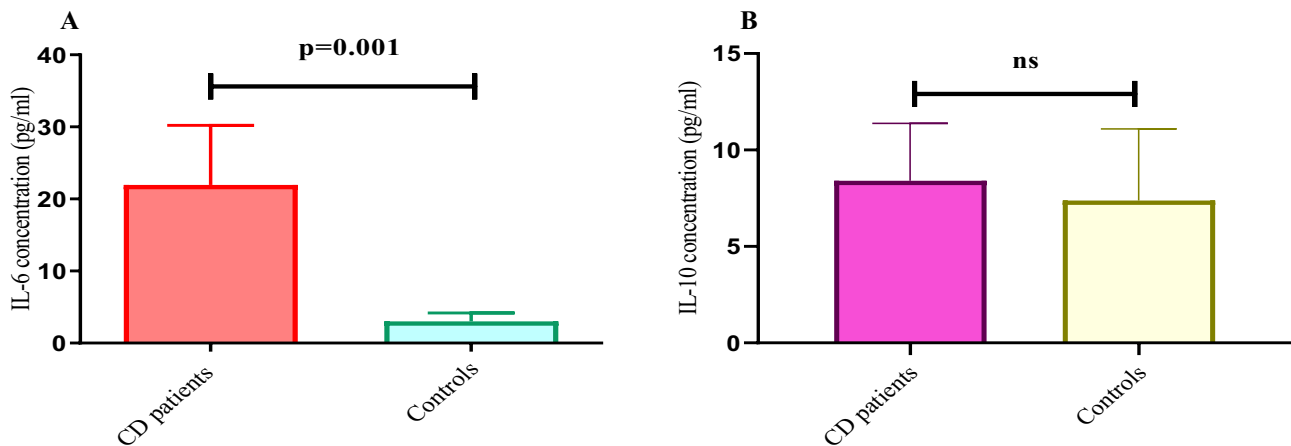 A
IL-6 concentration (pg/ml)
40
30
20
10
0
p=0.001
CD patients
Controls
B
IL-10 concentration (pg/ml)
15
10
5
0
ns
CD patients
Controls